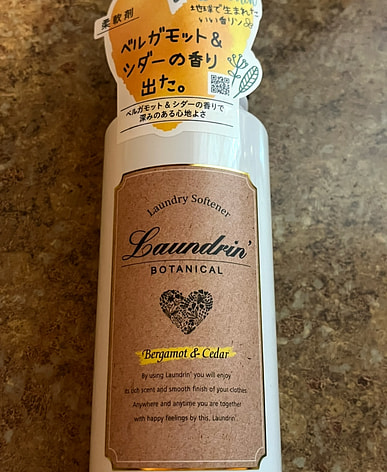 柔軟剤
地球で生まれた
いい香り
ベルガモット&
シダーの香り
出た。
ベルガモット&シダーの香りで
深みのある心地よさ
Laundry Softener
Laundrin'
BOTANICAL
Bergamot & Cedar
By using Laundrin' you will enjoy
its rich scent and smooth finish of your clothes.
Anywhere and anytime you are together
with happy feelings by this, Laundrin'.